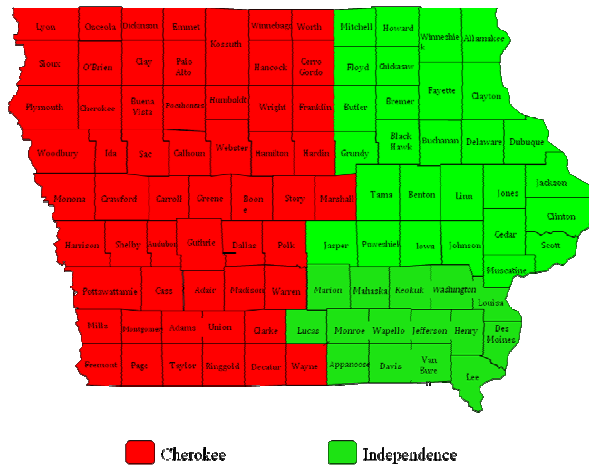 Lyon Osceola Dickinson Emmet Winnebago Worth Mitchell Howard Winneshie
k Allamakee
Kossuth
Sioux O'Brien Clay Palo
Alto Hancock Cerro
Gordo Floyd Chickasaw
Fayette Clayton
Plymouth Cherokee Buena
Vista Pocahontas Humboldt Wright Franklin Butler Bremer
Woodbury Ida Sac Calhoun Webster Hamilton Hardin Grundy Black
Hawk Buchanan Delaware Dubuque
Monona Crawford Carroll Greene Boon
e Story Marshall Tama Benton Linn Jones Jackson
Clinton
Harrison Shelby Audubon Guthrie Dallas Polk Jasper Poweshiek Iowa Johnson Cedar Scott
Muscatine
Pottawattamie Cass Adair Madison Warren Marion Mahaska Keokuk Washington
Louisa
Mills Montgomery Adams Union Clarke Lucas Monroe Wapello Jefferson Henry Des
Moines
Fremont Page Taylor Ringgold Decatur Wayne Appanoose Davis Van
Bure Lee
Cherokee Independence